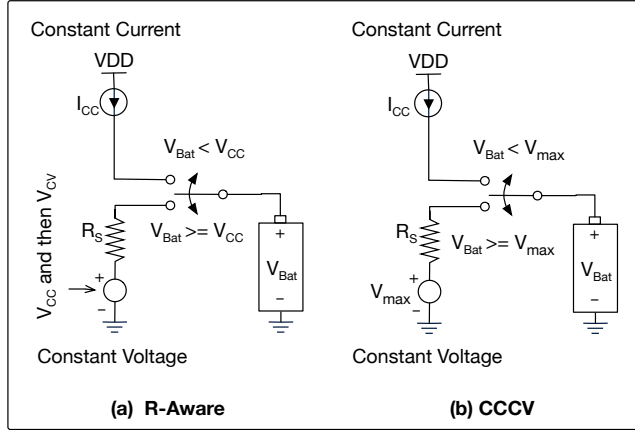 Constant Current
VDD
I_CC
V_Bat < V_CC
V_Bat >= V_CC
R_S
V_CC and then V_CV
+
−
+
V_Bat
−
Constant Voltage
(a) R-Aware
Constant Current
VDD
I_CC
V_Bat < V_max
V_Bat >= V_max
R_S
V_max
+
−
+
V_Bat
−
Constant Voltage
(b) CCCV